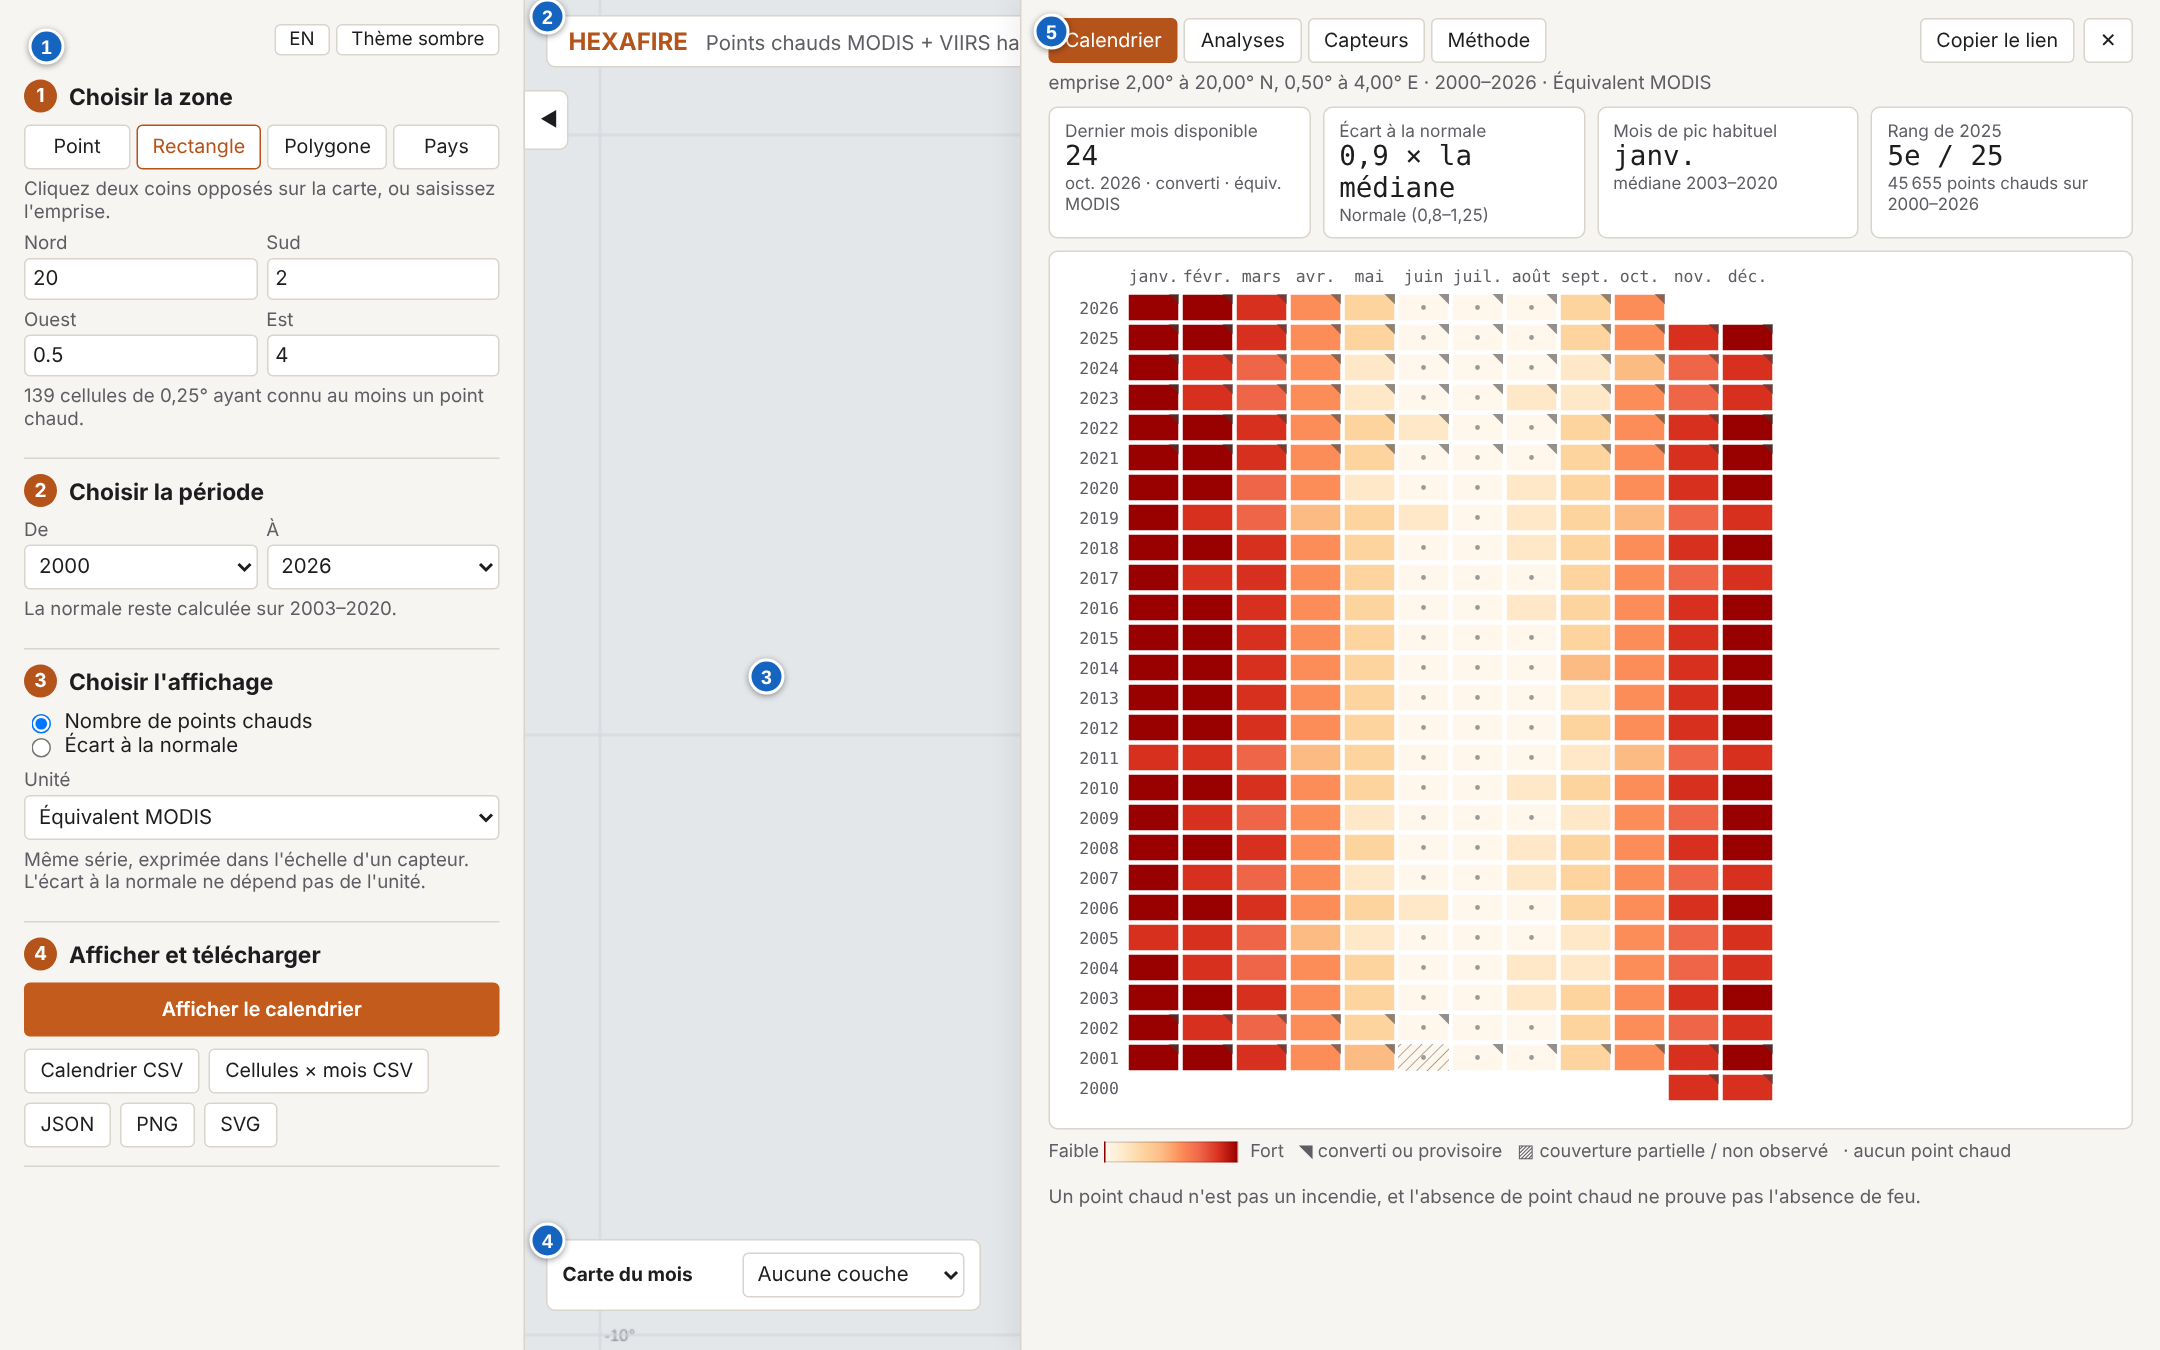 1
EN
Thème sombre
1 Choisir la zone
Point
Rectangle
Polygone
Pays
Cliquez deux coins opposés sur la carte, ou saisissez
l'emprise.
Nord
Sud
20
2
Ouest
Est
0.5
4
139 cellules de 0,25° ayant connu au moins un point
chaud.
2 Choisir la période
De
À
2000
2026
La normale reste calculée sur 2003–2020.
3 Choisir l'affichage
Nombre de points chauds
Écart à la normale
Unité
Équivalent MODIS
Même série, exprimée dans l'échelle d'un capteur.
L'écart à la normale ne dépend pas de l'unité.
4 Afficher et télécharger
Afficher le calendrier
Calendrier CSV
Cellules × mois CSV
JSON
PNG
SVG
2
HEXAFIRE Points chauds MODIS + VIIRS ha
◀
3
4
Carte du mois
Aucune couche
-10°
5
Calendrier
Analyses
Capteurs
Méthode
Copier le lien
×
emprise 2,00° à 20,00° N, 0,50° à 4,00° E · 2000–2026 · Équivalent MODIS
Dernier mois disponible
24
oct. 2026 · converti · équiv.
MODIS
Écart à la normale
0,9 × la
médiane
Normale (0,8–1,25)
Mois de pic habituel
janv.
médiane 2003–2020
Rang de 2025
5e / 25
45 655 points chauds sur
2000–2026
janv. févr. mars avr. mai juin juil. août sept. oct. nov. déc.
2026
2025
2024
2023
2022
2021
2020
2019
2018
2017
2016
2015
2014
2013
2012
2011
2010
2009
2008
2007
2006
2005
2004
2003
2002
2001
2000
Faible Fort converti ou provisoire couverture partielle / non observé · aucun point chaud
Un point chaud n'est pas un incendie, et l'absence de point chaud ne prouve pas l'absence de feu.